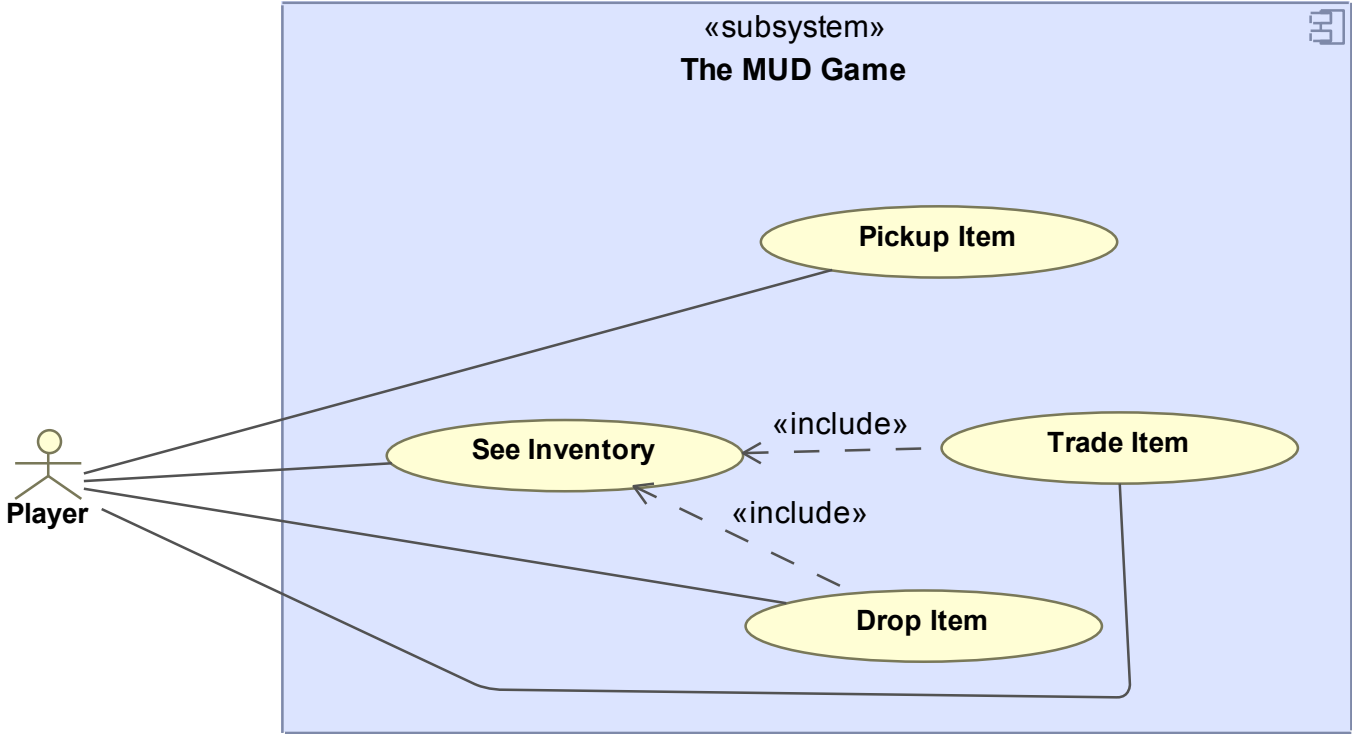 «subsystem»
The MUD Game
Pickup Item
«include»
Trade Item
See Inventory
«include»
Player
Drop Item